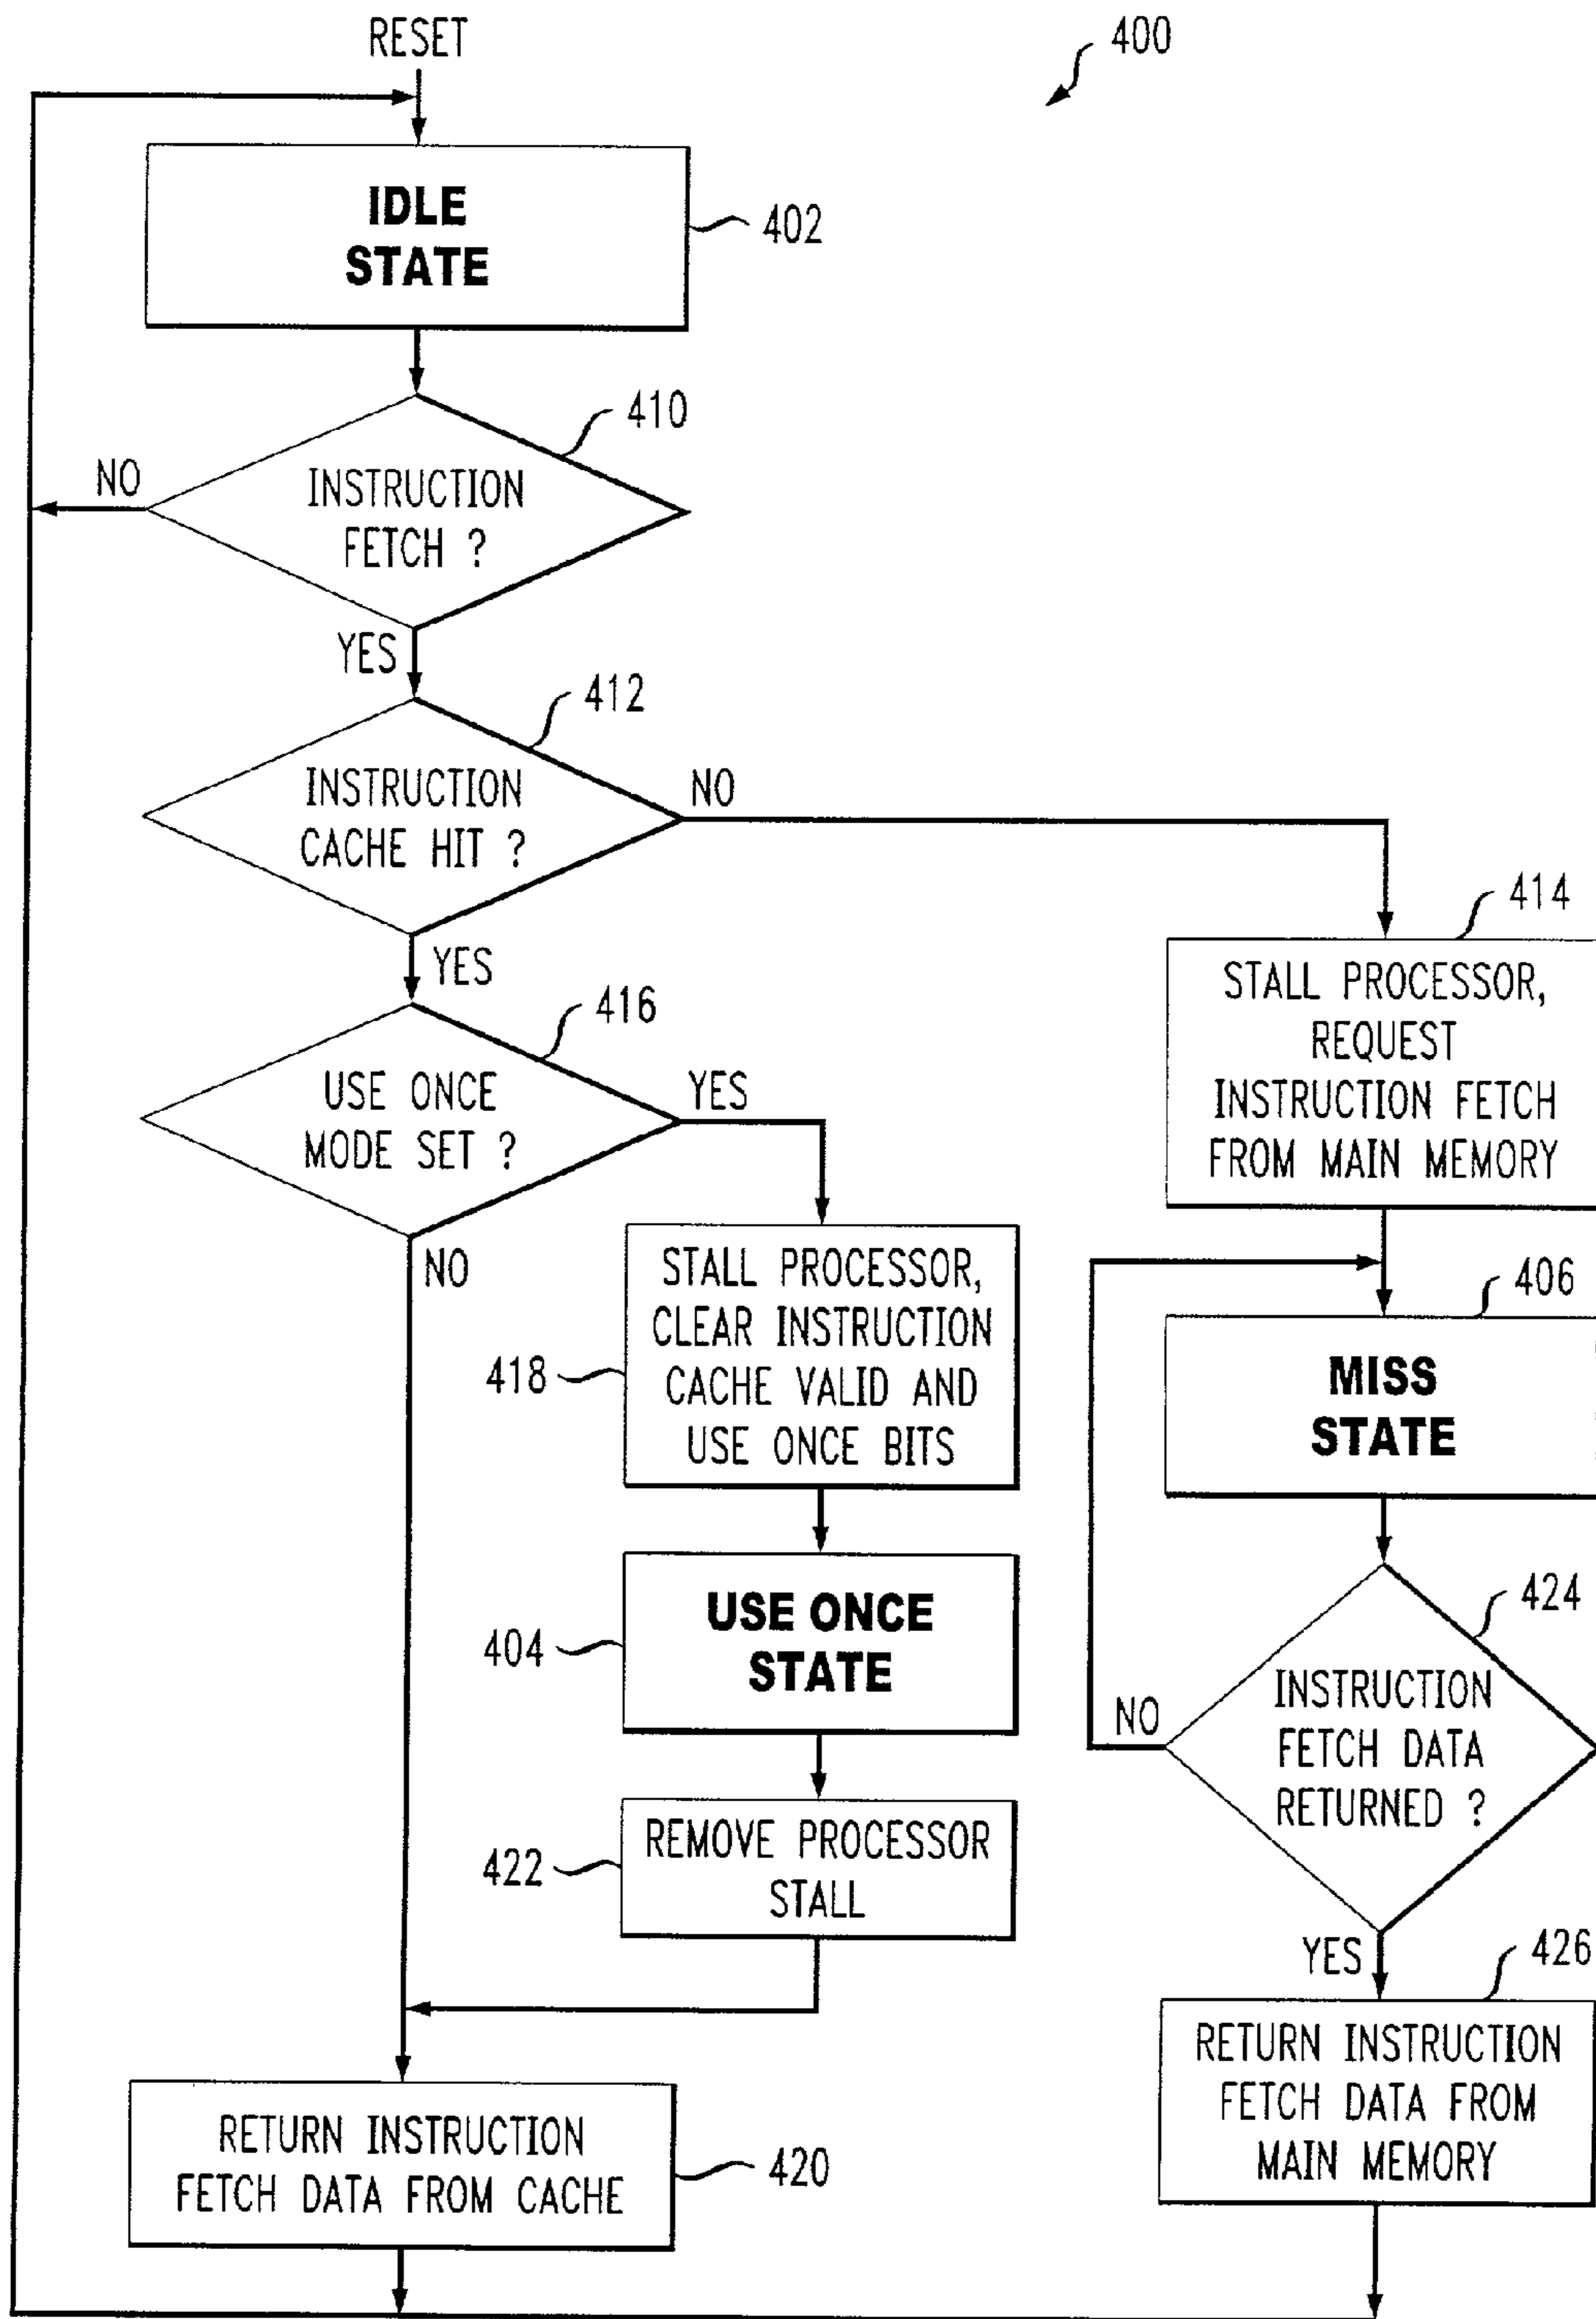 RESET
400
IDLE
STATE
402
410
INSTRUCTION
FETCH ?
NO
YES
412
INSTRUCTION
CACHE HIT ?
NO
YES
414
STALL PROCESSOR,
REQUEST
INSTRUCTION FETCH
FROM MAIN MEMORY
416
USE ONCE
MODE SET ?
YES
NO
418
STALL PROCESSOR,
CLEAR INSTRUCTION
CACHE VALID AND
USE ONCE BITS
406
MISS
STATE
404
USE ONCE
STATE
424
INSTRUCTION
FETCH DATA
RETURNED ?
NO
YES
422
REMOVE PROCESSOR
STALL
426
RETURN INSTRUCTION
FETCH DATA FROM
MAIN MEMORY
RETURN INSTRUCTION
FETCH DATA FROM CACHE
420